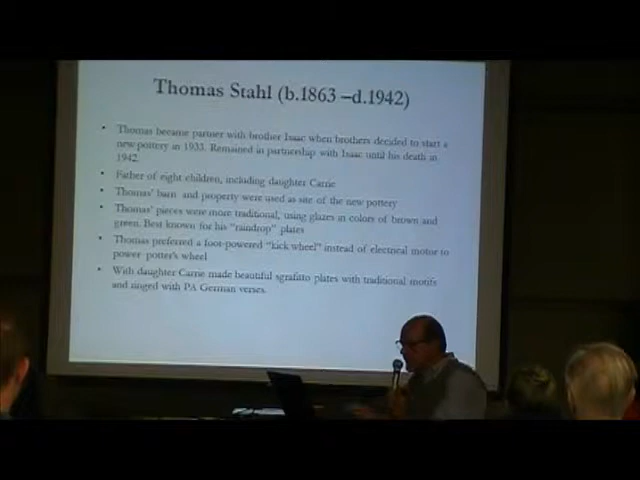 Thomas Stahl (b.1863 –d.1942)
• Thomas became partner with brother Isaac when brothers decided to start a
new pottery in 1933. Remained in partnership with Isaac until his death in
1942.
• Father of eight children, including daughter Carrie
• Thomas' barn and property were used as site of the new pottery
• Thomas' pieces were more traditional, using glazes in colors of brown and
green. Best known for his "raindrop" plates
• Thomas preferred a foot-powered "kick wheel" instead of electrical motor to
power potter's wheel
• With daughter Carrie made beautiful sgrafitto plates with traditional motifs
and ringed with PA German verses.